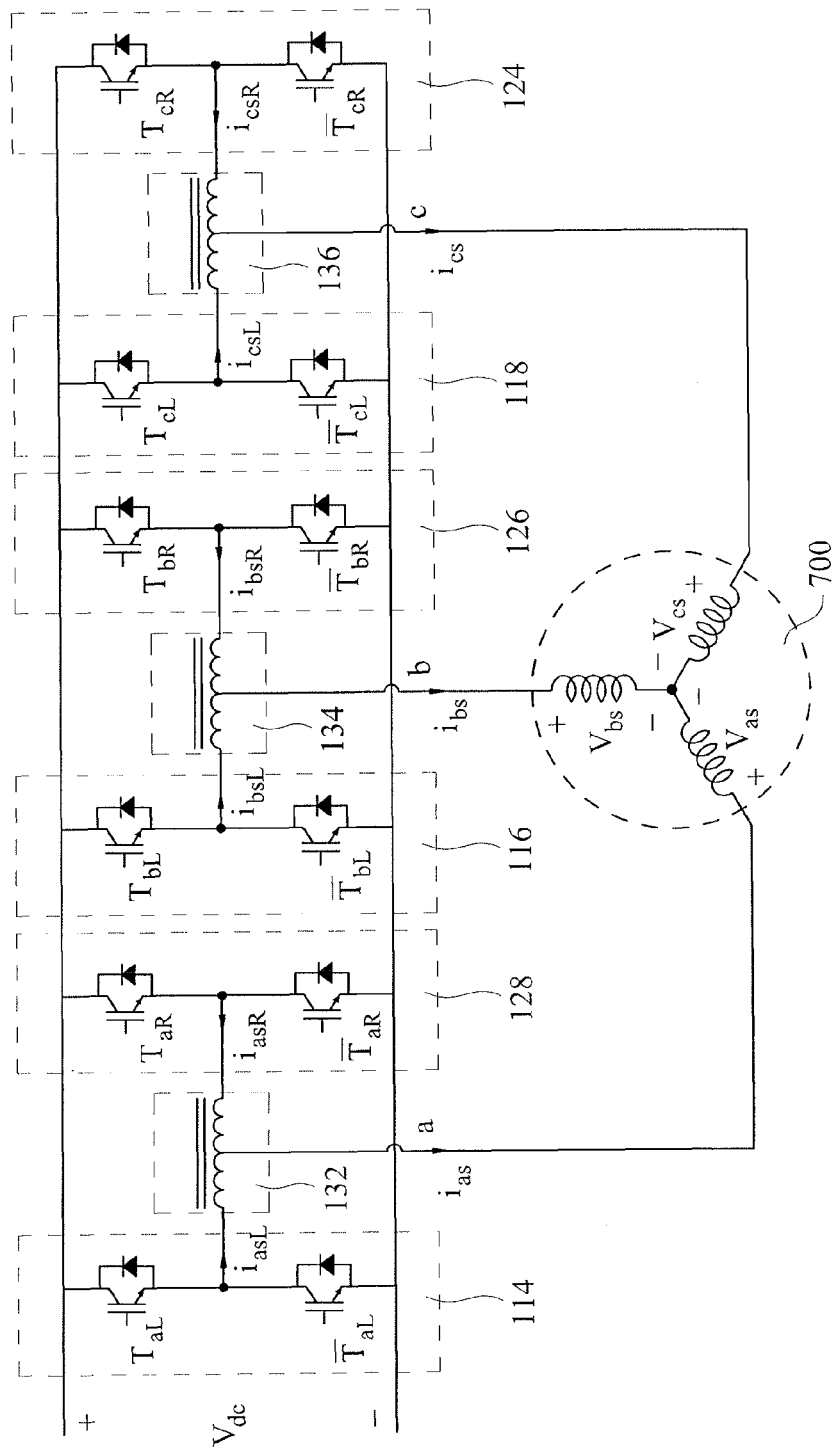 +
V_dc
−
T_aL
T̅_aL
114
i_asL
132
i_as
a
i_asR
T_aR
T̅_aR
128
T_bL
T̅_bL
116
i_bsL
134
i_bs
b
i_bsR
T_bR
T̅_bR
126
T_cL
T̅_cL
118
i_csL
136
i_cs
c
i_csR
T_cR
T̅_cR
124
+
V_as
−
+
V_bs
−
−
V_cs
+
700